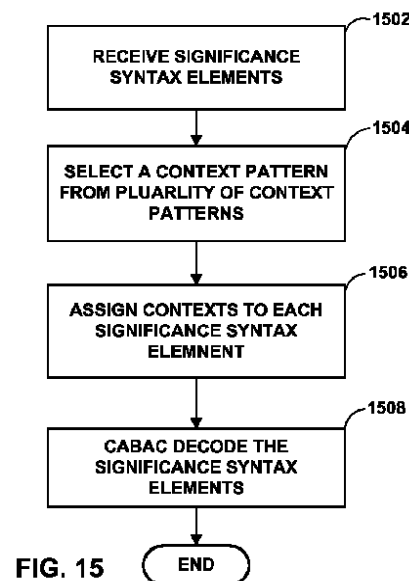 1502
RECEIVE SIGNIFICANCE
SYNTAX ELEMENTS
1504
SELECT A CONTEXT PATTERN
FROM PLUARLITY OF CONTEXT
PATTERNS
1506
ASSIGN CONTEXTS TO EACH
SIGNIFICANCE SYNTAX
ELEMNENT
1508
CABAC DECODE THE
SIGNIFICANCE SYNTAX
ELEMENTS
FIG. 15
END